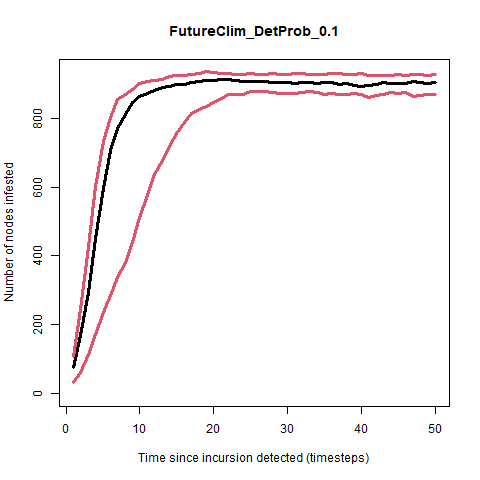 FutureClim_DetProb_0.1
Number of nodes infested
800
600
400
200
0
0 10 20 30 40 50
Time since incursion detected (timesteps)